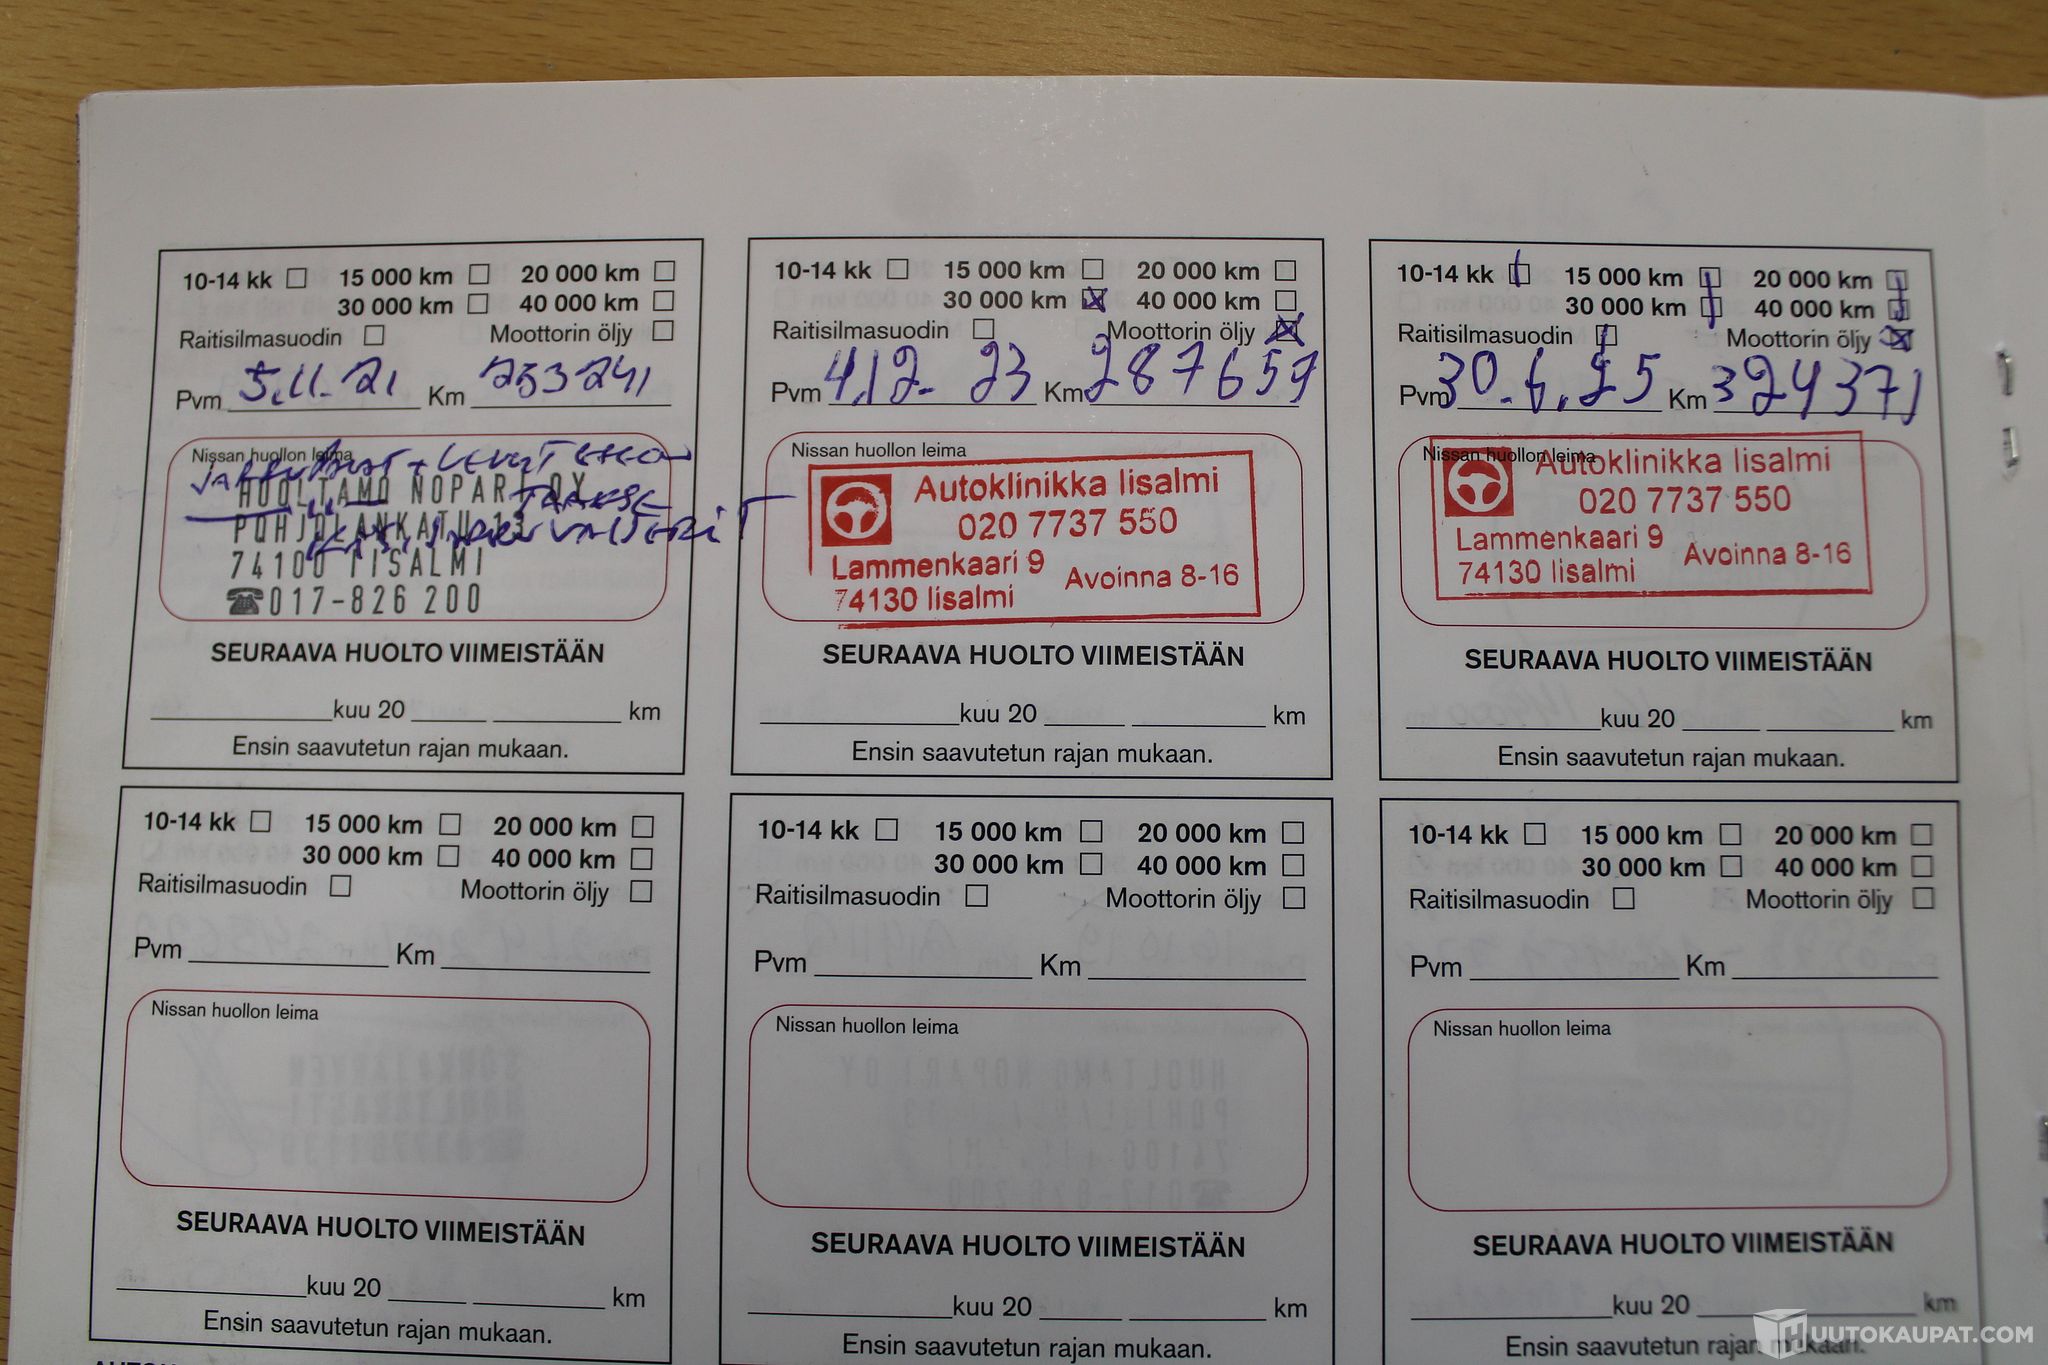 10-14 kk 15 000 km 20 000 km
30 000 km 40 000 km
Raitisilmasuodin Moottorin öljy
Pvm 5.11.21 Km 253241
Nissan huollon leima
HUOLTAMO NOPARI OY
POHJOLANKATU 13
74100 IISALMI
☎017-826 200
SEURAAVA HUOLTO VIIMEISTÄÄN
kuu 20 km
Ensin saavutetun rajan mukaan.
10-14 kk 15 000 km 20 000 km
30 000 km 40 000 km
Raitisilmasuodin Moottorin öljy
Pvm 4.12.23 Km 287657
Nissan huollon leima
Autoklinikka Iisalmi
020 7737 550
Lammenkaari 9
74130 Iisalmi Avoinna 8-16
SEURAAVA HUOLTO VIIMEISTÄÄN
kuu 20 km
Ensin saavutetun rajan mukaan.
10-14 kk 15 000 km 20 000 km
30 000 km 40 000 km
Raitisilmasuodin Moottorin öljy
Pvm 30.6.25 Km 324371
Nissan huollon leima
Autoklinikka Iisalmi
020 7737 550
Lammenkaari 9
74130 Iisalmi Avoinna 8-16
SEURAAVA HUOLTO VIIMEISTÄÄN
kuu 20 km
Ensin saavutetun rajan mukaan.
10-14 kk 15 000 km 20 000 km
30 000 km 40 000 km
Raitisilmasuodin Moottorin öljy
Pvm Km
Nissan huollon leima
SEURAAVA HUOLTO VIIMEISTÄÄN
kuu 20 km
Ensin saavutetun rajan mukaan.
10-14 kk 15 000 km 20 000 km
30 000 km 40 000 km
Raitisilmasuodin Moottorin öljy
Pvm Km
Nissan huollon leima
SEURAAVA HUOLTO VIIMEISTÄÄN
kuu 20 km
Ensin saavutetun rajan mukaan.
10-14 kk 15 000 km 20 000 km
30 000 km 40 000 km
Raitisilmasuodin Moottorin öljy
Pvm Km
Nissan huollon leima
SEURAAVA HUOLTO VIIMEISTÄÄN
kuu 20 km
Ensin saavutetun rajan mukaan.
HUUTOKAUPAT.COM